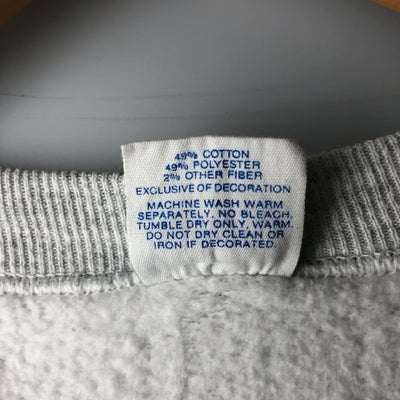 49% COTTON
49% POLYESTER
2% OTHER FIBER
EXCLUSIVE OF DECORATION
MACHINE WASH WARM
SEPARATELY, NO BLEACH.
TUMBLE DRY ONLY, WARM.
DO NOT DRY CLEAN OR
IRON IF DECORATED.